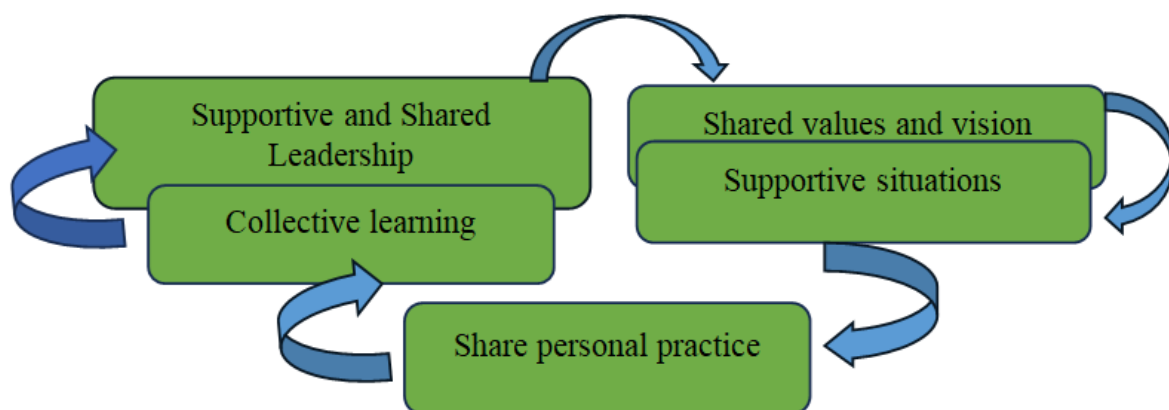 Supportive and Shared
Leadership
Shared values and vision
Supportive situations
Collective learning
Share personal practice